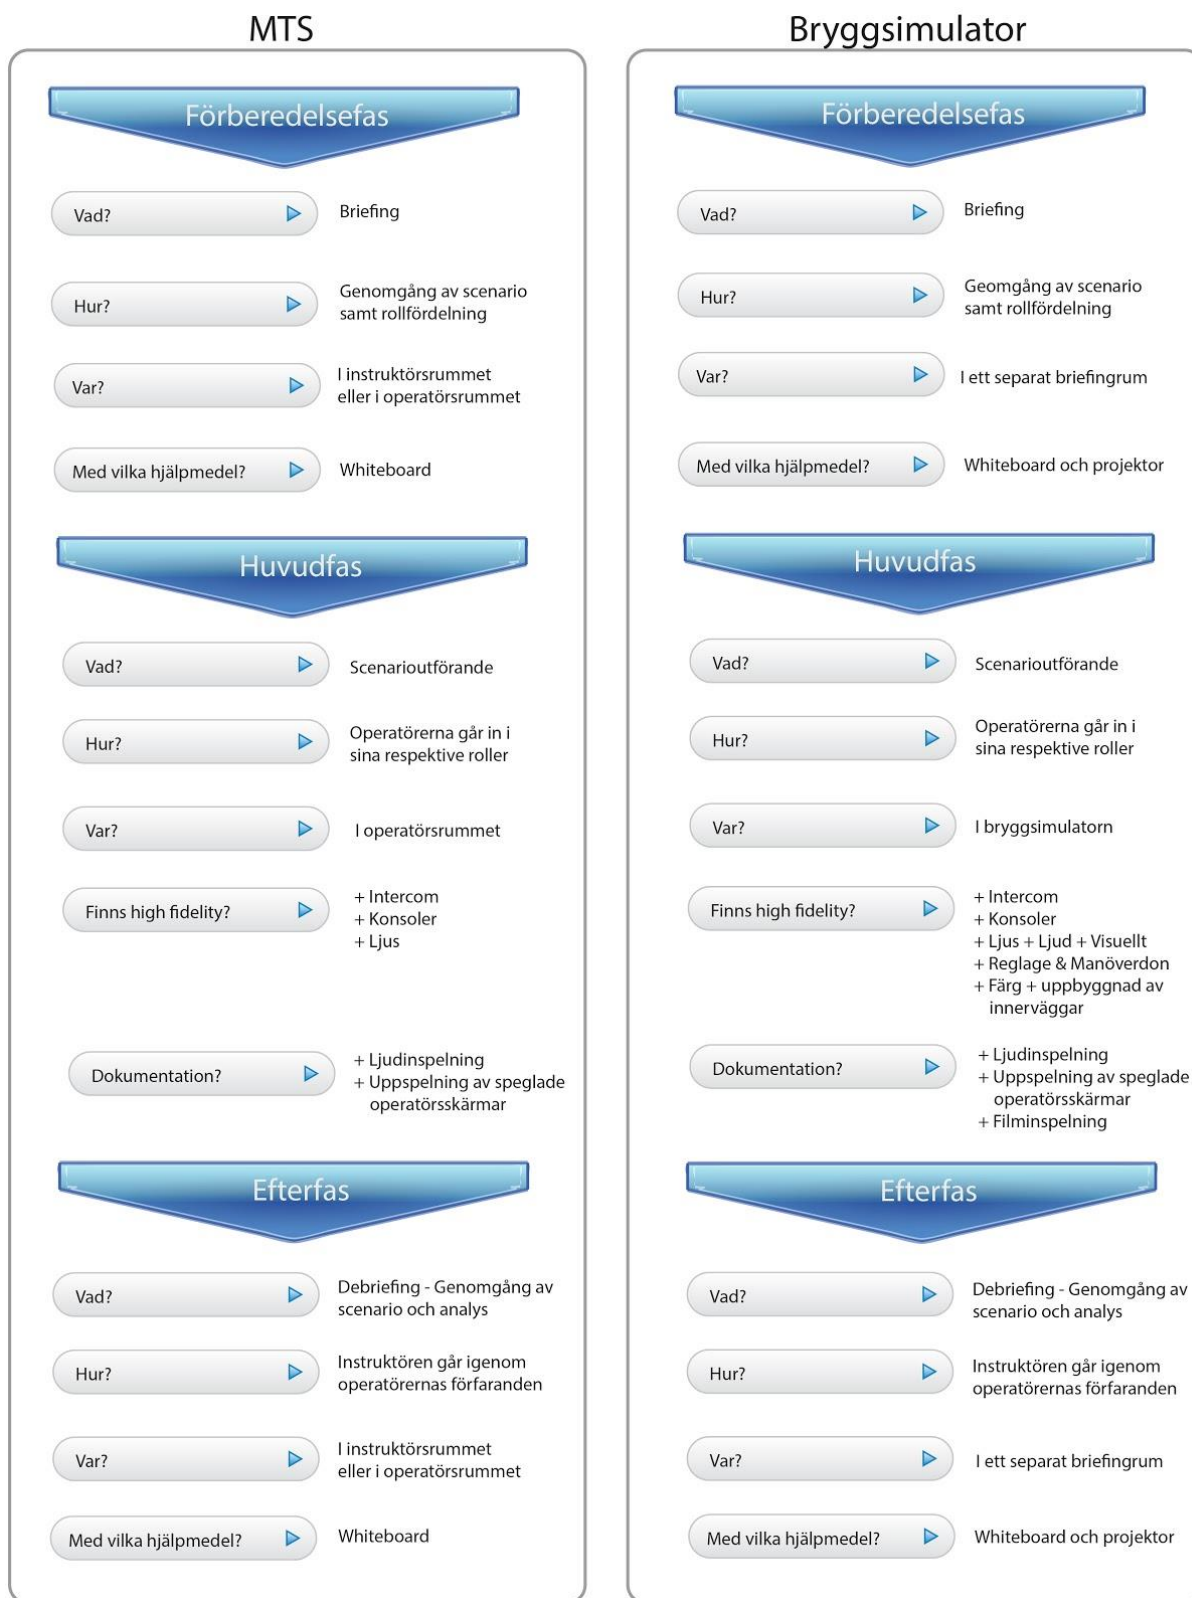 MTS
Förberedelsefas
Vad?
Briefing
Hur?
Genomgång av scenario
samt rollfördelning
Var?
I instruktörsrummet
eller i operatörsrummet
Med vilka hjälpmedel?
Whiteboard
Huvudfas
Vad?
Scenarioutförande
Hur?
Operatörerna går in i
sina respektive roller
Var?
I operatörsrummet
Finns high fidelity?
+ Intercom
+ Konsoler
+ Ljus
Dokumentation?
+ Ljudinspelning
+ Uppspelning av speglade
operatörsskärmar
Efterfas
Vad?
Debriefing - Genomgång av
scenario och analys
Hur?
Instruktören går igenom
operatörernas förfaranden
Var?
I instruktörsrummet
eller i operatörsrummet
Med vilka hjälpmedel?
Whiteboard
Bryggsimulator
Förberedelsefas
Vad?
Briefing
Hur?
Geomgång av scenario
samt rollfördelning
Var?
I ett separat briefingrum
Med vilka hjälpmedel?
Whiteboard och projektor
Huvudfas
Vad?
Scenarioutförande
Hur?
Operatörerna går in i
sina respektive roller
Var?
I bryggsimulatorn
Finns high fidelity?
+ Intercom
+ Konsoler
+ Ljus + Ljud + Visuellt
+ Reglage & Manöverdon
+ Färg + uppbyggnad av
innerväggar
Dokumentation?
+ Ljudinspelning
+ Uppspelning av speglade
operatörsskärmar
+ Filminspelning
Efterfas
Vad?
Debriefing - Genomgång av
scenario och analys
Hur?
Instruktören går igenom
operatörernas förfaranden
Var?
I ett separat briefingrum
Med vilka hjälpmedel?
Whiteboard och projektor